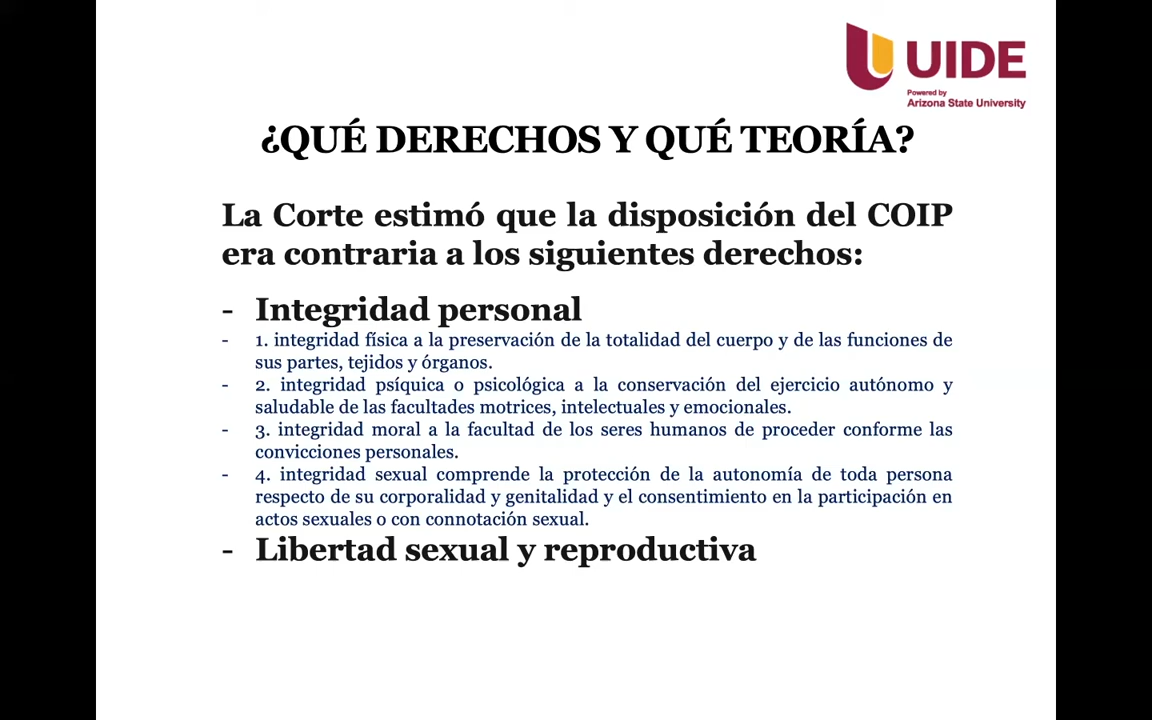 UIDE
Powered by
Arizona State University
¿QUÉ DERECHOS Y QUÉ TEORÍA?
La Corte estimó que la disposición del COIP
era contraria a los siguientes derechos:
- Integridad personal
- 1. integridad física a la preservación de la totalidad del cuerpo y de las funciones de
sus partes, tejidos y órganos.
- 2. integridad psíquica o psicológica a la conservación del ejercicio autónomo y
saludable de las facultades motrices, intelectuales y emocionales.
- 3. integridad moral a la facultad de los seres humanos de proceder conforme las
convicciones personales.
- 4. integridad sexual comprende la protección de la autonomía de toda persona
respecto de su corporalidad y genitalidad y el consentimiento en la participación en
actos sexuales o con connotación sexual.
- Libertad sexual y reproductiva